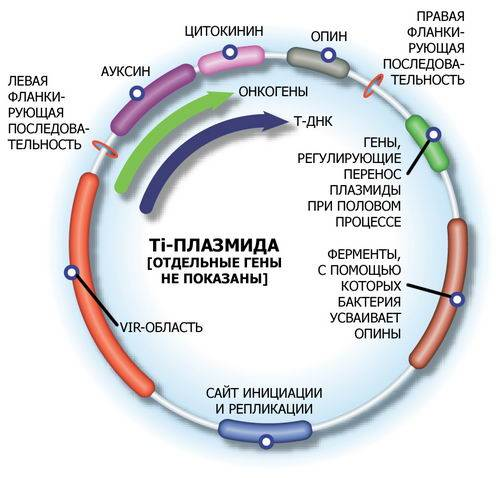 ПРАВАЯ
ФЛАНКИ-
РУЮЩАЯ
ПОСЛЕДОВА-
ТЕЛЬНОСТЬ
ЦИТОКИНИН
ОПИН
АУКСИН
ЛЕВАЯ
ФЛАНКИ-
РУЮЩАЯ
ПОСЛЕДОВА-
ТЕЛЬНОСТЬ
ОНКОГЕНЫ
Т-ДНК
ГЕНЫ,
РЕГУЛИРУЮЩИЕ
ПЕРЕНОС
ПЛАЗМИДЫ
ПРИ ПОЛОВОМ
ПРОЦЕССЕ
Ti-ПЛАЗМИДА
[ОТДЕЛЬНЫЕ ГЕНЫ
НЕ ПОКАЗАНЫ]
ФЕРМЕНТЫ,
С ПОМОЩЬЮ
КОТОРЫХ
БАКТЕРИЯ
УСВАИВАЕТ
ОПИНЫ
VIR-ОБЛАСТЬ
САЙТ ИНИЦИАЦИИ
И РЕПЛИКАЦИИ